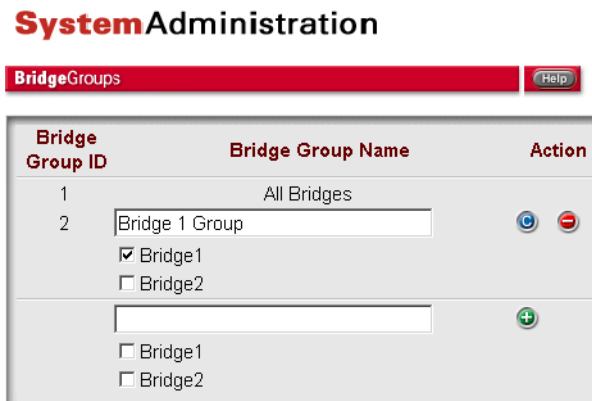 SystemAdministration
BridgeGroups Help
Bridge Group ID Bridge Group Name Action
1 All Bridges
2 Bridge 1 Group C
Bridge1
Bridge2
Bridge1
Bridge2